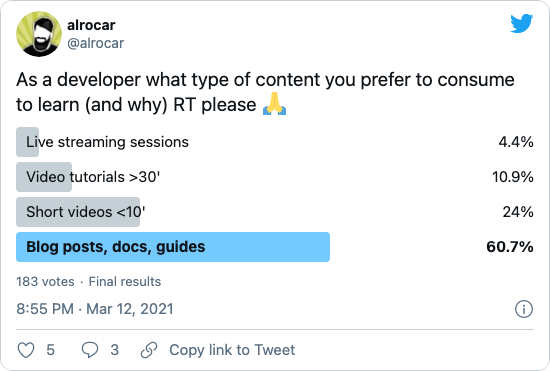 alrocar
@alrocar
As a developer what type of content you prefer to consume
to learn (and why) RT please 🙏
Live streaming sessions 4.4%
Video tutorials >30' 10.9%
Short videos <10' 24%
Blog posts, docs, guides 60.7%
183 votes · Final results
8:55 PM · Mar 12, 2021
5 3 Copy link to Tweet